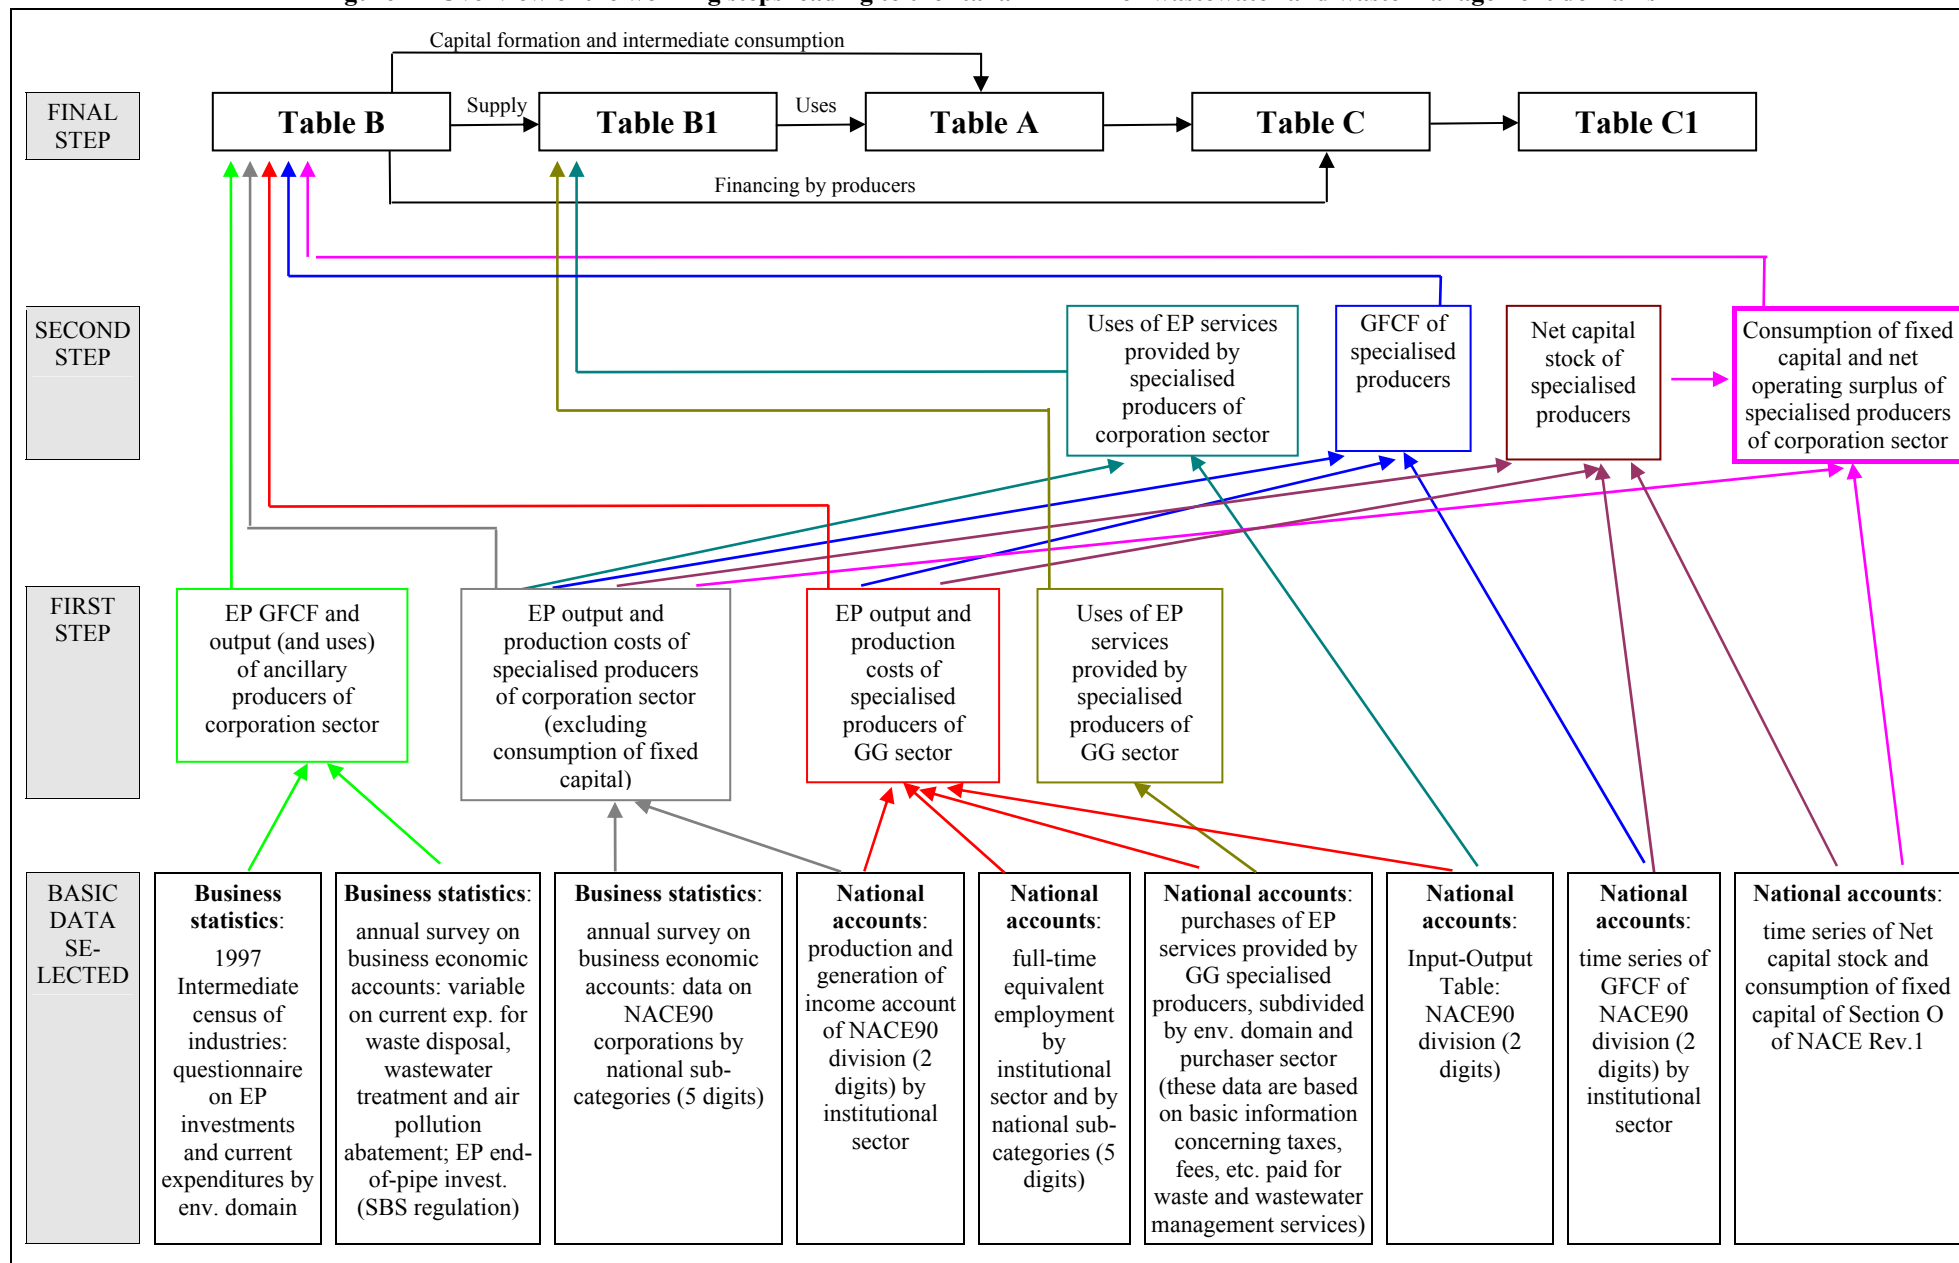 Capital formation and intermediate consumption
FINAL
STEP
Table B
Supply
Table B1
Uses
Table A
Table C
Table C1
Financing by producers
SECOND
STEP
Uses of EP services
provided by
specialised
producers of
corporation sector
GFCF of
specialised
producers
Net capital
stock of
specialised
producers
Consumption of fixed
capital and net
operating surplus of
specialised producers
of corporation sector
FIRST
STEP
EP GFCF and
output (and uses)
of ancillary
producers of
corporation sector
EP output and
production costs of
specialised producers
of corporation sector
(excluding
consumption of fixed
capital)
EP output and
production
costs of
specialised
producers of
GG sector
Uses of EP
services
provided by
specialised
producers of
GG sector
BASIC
DATA
SE-
LECTED
Business
statistics:
1997
Intermediate
census of
industries:
questionnaire
on EP
investments
and current
expenditures by
env. domain
Business statistics:
annual survey on
business economic
accounts: variable
on current exp. for
waste disposal,
wastewater
treatment and air
pollution
abatement; EP end-
of-pipe invest.
(SBS regulation)
Business statistics:
annual survey on
business economic
accounts: data on
NACE90
corporations by
national sub-
categories (5 digits)
National
accounts:
production and
generation of
income account
of NACE90
division (2
digits) by
institutional
sector
National
accounts:
full-time
equivalent
employment
by
institutional
sector and by
national sub-
categories (5
digits)
National accounts:
purchases of EP
services provided by
GG specialised
producers, subdivided
by env. domain and
purchaser sector
(these data are based
on basic information
concerning taxes,
fees, etc. paid for
waste and wastewater
management services)
National
accounts:
Input-Output
Table:
NACE90
division (2
digits)
National
accounts:
time series of
GFCF of
NACE90
division (2
digits) by
institutional
sector
National accounts:
time series of Net
capital stock and
consumption of fixed
capital of Section O
of NACE Rev.1